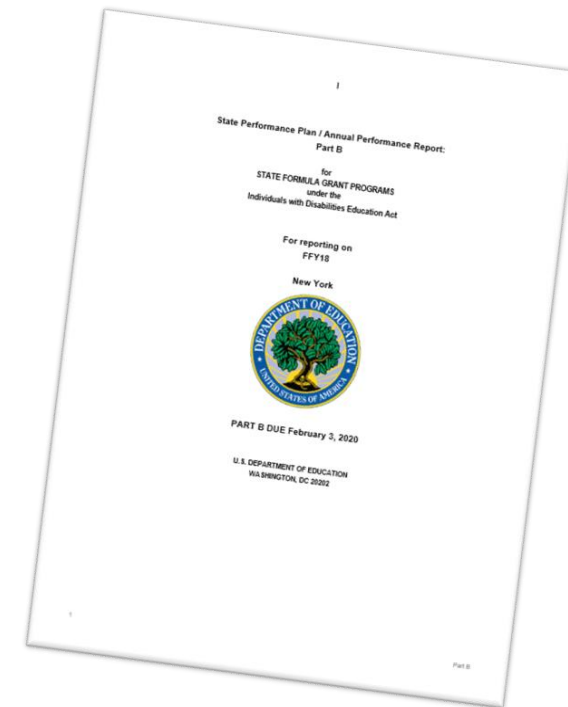 I
State Performance Plan / Annual Performance Report:
Part B
for
STATE FORMULA GRANT PROGRAMS
under the
Individuals with Disabilities Education Act
For reporting on
FFY18
New York
DEPARTMENT OF EDUCATION
UNITED STATES OF AMERICA
PART B DUE February 3, 2020
U.S. DEPARTMENT OF EDUCATION
WASHINGTON, DC 20202
1
Part B